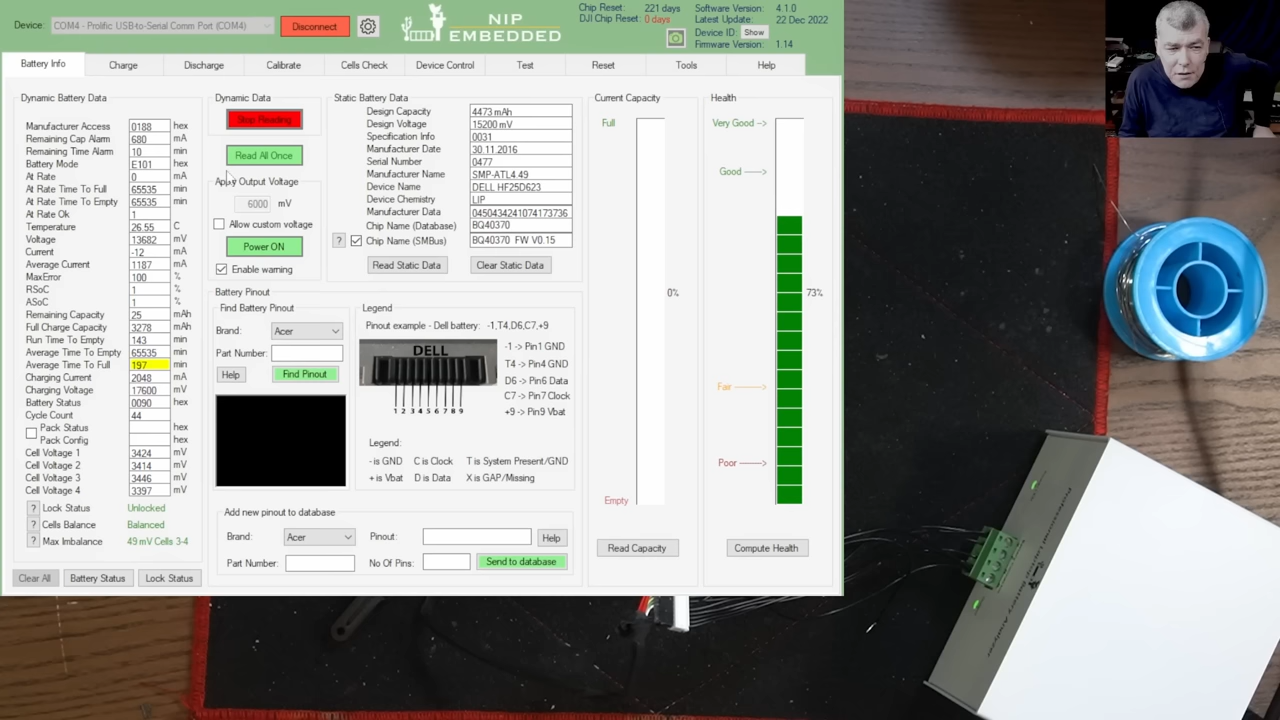 Device: COM4 - Prolific USB-to-Serial Comm Port (COM4) Disconnect
NIP EMBEDDED
Chip Reset: 221 days
DJI Chip Reset: 0 days
Software Version: 4.1.0
Latest Update: 22 Dec 2022
Device ID: Show
Firmware Version: 1.14
Battery Info Charge Discharge Calibrate Cells Check Device Control Test Reset Tools Help
Dynamic Battery Data
Manufacturer Access 0188 hex
Remaining Cap Alarm 680 mA
Remaining Time Alarm 10 min
Battery Mode E101 hex
At Rate 0 mA
At Rate Time To Full 65535 min
At Rate Time To Empty 65535 min
At Rate Ok 1
Temperature 26.55 C
Voltage 13682 mV
Current -12 mA
Average Current 1187 mA
MaxError 100 %
RSoC 1 %
ASoC 1 %
Remaining Capacity 25 mAh
Full Charge Capacity 3278 mAh
Run Time To Empty 143 min
Average Time To Empty 65535 min
Average Time To Full 197 min
Charging Current 2048 mA
Charging Voltage 17600 mV
Battery Status 0090 hex
Cycle Count 44
Pack Status hex
Pack Config hex
Cell Voltage 1 3424 mV
Cell Voltage 2 3414 mV
Cell Voltage 3 3446 mV
Cell Voltage 4 3397 mV
? Lock Status Unlocked
? Cells Balance Balanced
? Max Imbalance 49 mV Cells 3-4
Clear All Battery Status Lock Status
Dynamic Data
Stop Reading
Read All Once
Apply Output Voltage
6000 mV
Allow custom voltage
Power ON
Enable warning
Static Battery Data
Design Capacity 4473 mAh
Design Voltage 15200 mV
Specification Info 0031
Manufacturer Date 30.11.2016
Serial Number 0477
Manufacturer Name SMP-ATL4.49
Device Name DELL HF25D623
Device Chemistry LIP
Manufacturer Data 0450434241074173736
Chip Name (Database) BQ40370
? Chip Name (SMBus) BQ40370 FW V0.15
Read Static Data Clear Static Data
Battery Pinout
Find Battery Pinout
Brand: Acer
Part Number:
Help Find Pinout
Legend
Pinout example - Dell battery: -1,T4,D6,C7,+9
DELL
1 2 3 4 5 6 7 8 9
-1 -> Pin1 GND
T4 -> Pin4 GND
D6 -> Pin6 Data
C7 -> Pin7 Clock
+9 -> Pin9 Vbat
Legend:
- is GND C is Clock T is System Present/GND
+ is Vbat D is Data X is GAP/Missing
Add new pinout to database
Brand: Acer Pinout: Help
Part Number: No Of Pins: Send to database
Current Capacity
Full
0%
Empty
Read Capacity
Health
Very Good -->
Good --->
73%
Fair ---->
Poor ---->
Compute Health
Professional Laptop Battery Analyzer